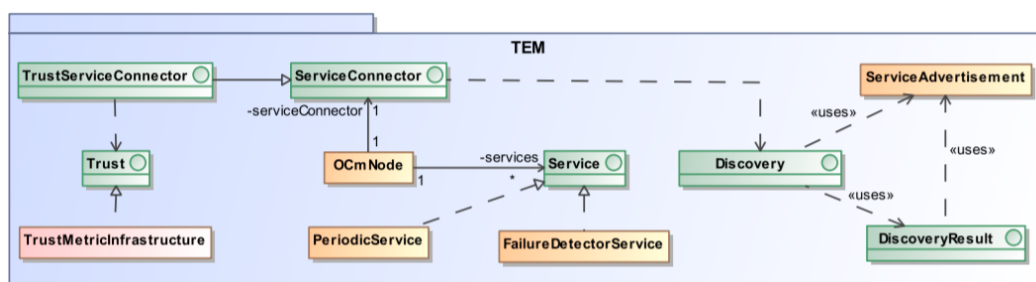 TEM
TrustServiceConnector
ServiceConnector
ServiceAdvertisement
-serviceConnector
1
«uses»
«uses»
1
Trust
OCmNode
-services
Service
Discovery
1
*
«uses»
TrustMetricInfrastructure
PeriodicService
FailureDetectorService
DiscoveryResult